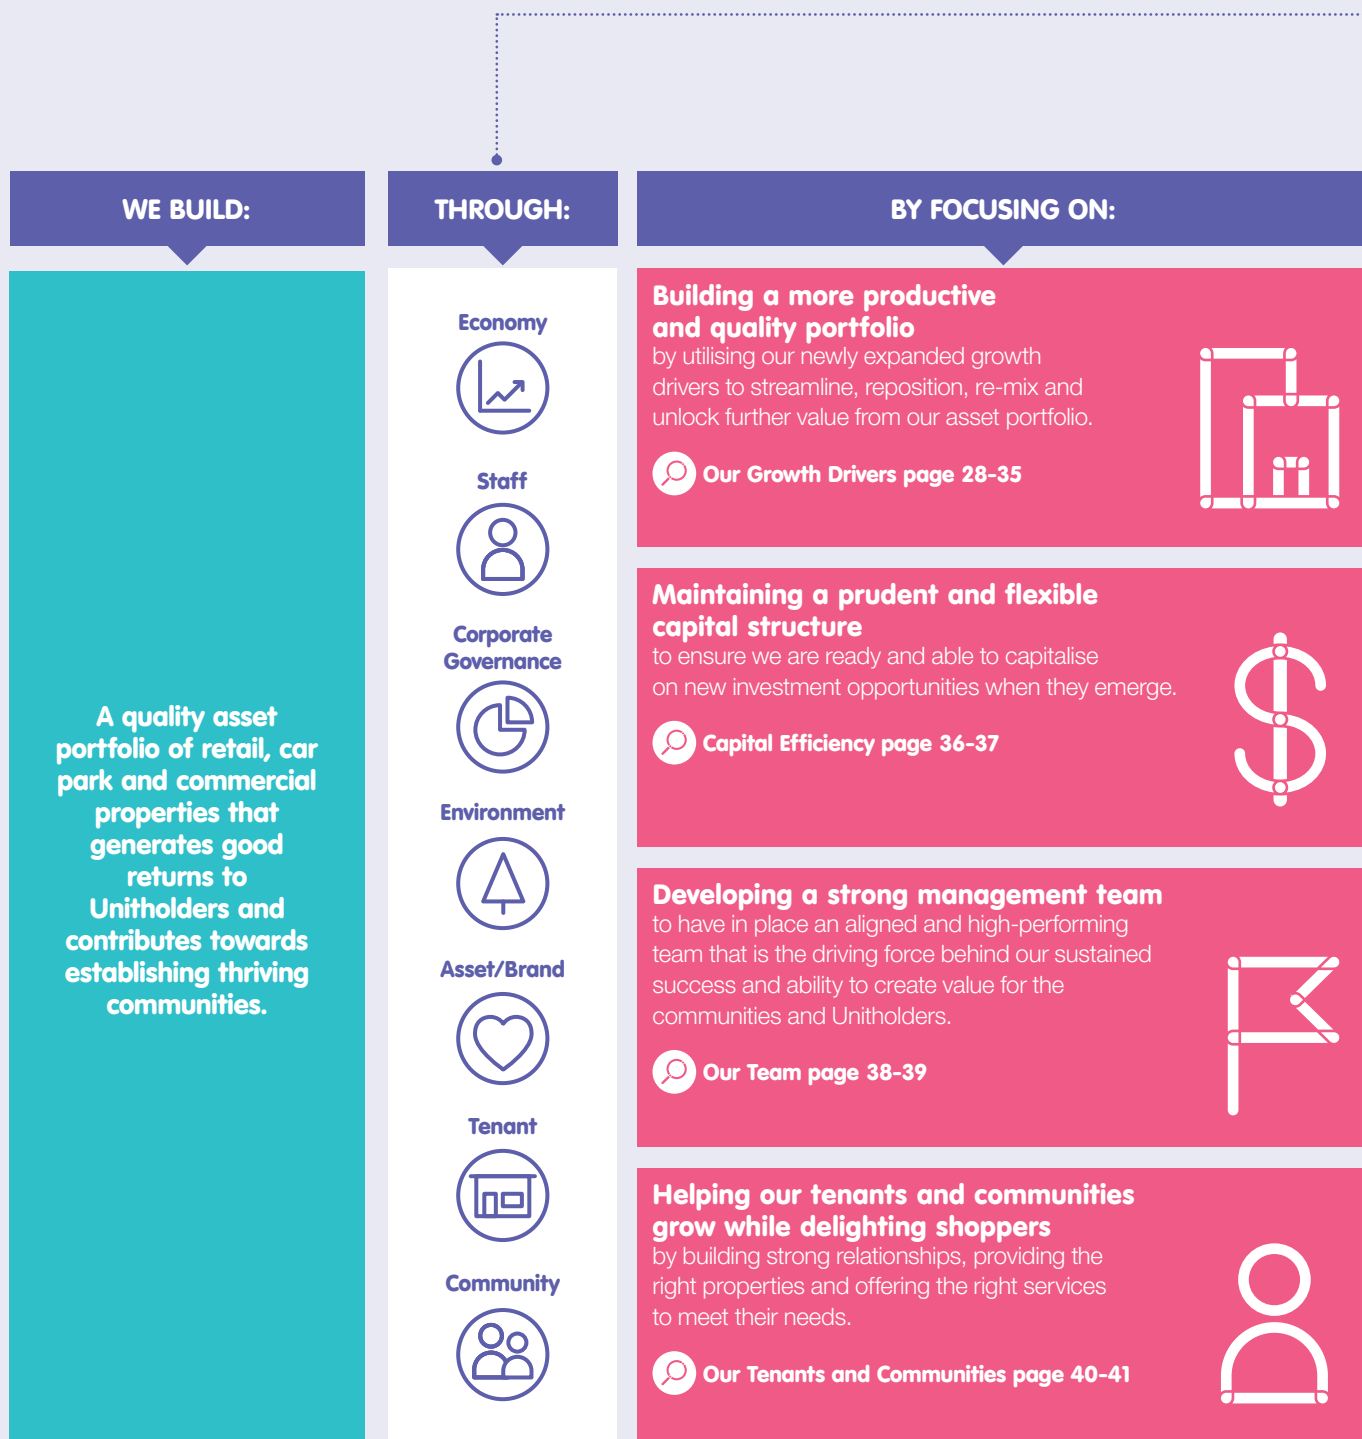 WE BUILD:
A quality asset
portfolio of retail, car
park and commercial
properties that
generates good
returns to
Unitholders and
contributes towards
establishing thriving
communities.
THROUGH:
Economy
Staff
Corporate
Governance
Environment
Asset/Brand
Tenant
Community
BY FOCUSING ON:
Building a more productive
and quality portfolio
by utilising our newly expanded growth
drivers to streamline, reposition, re-mix and
unlock further value from our asset portfolio.
Our Growth Drivers page 28-35
Maintaining a prudent and flexible
capital structure
to ensure we are ready and able to capitalise
on new investment opportunities when they emerge.
Capital Efficiency page 36-37
Developing a strong management team
to have in place an aligned and high-performing
team that is the driving force behind our sustained
success and ability to create value for the
communities and Unitholders.
Our Team page 38-39
Helping our tenants and communities
grow while delighting shoppers
by building strong relationships, providing the
right properties and offering the right services
to meet their needs.
Our Tenants and Communities page 40-41